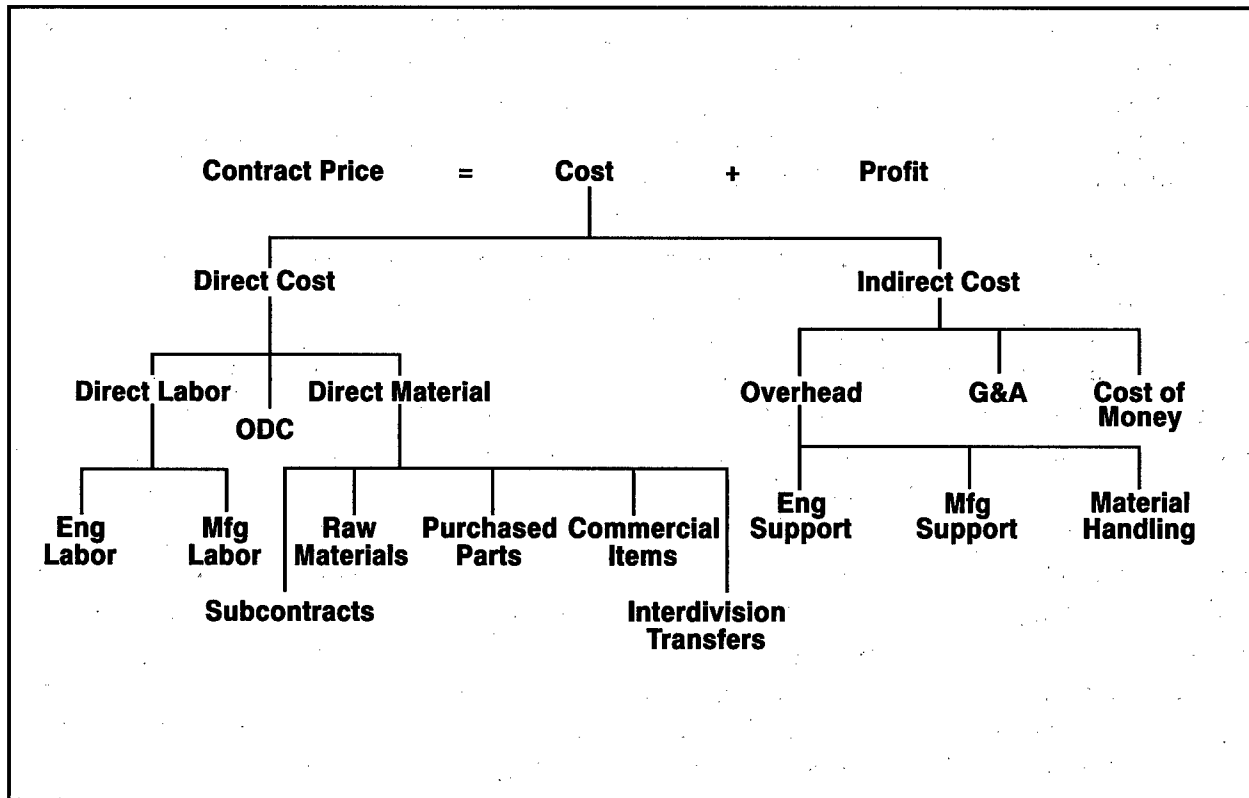 Contract Price = Cost + Profit
Direct Cost
Indirect Cost
Direct Labor
Direct Material
ODC
Overhead
G&A
Cost of
Money
Eng
Labor
Mfg
Labor
Subcontracts
Raw
Materials
Purchased
Parts
Commercial
Items
Interdivision
Transfers
Eng
Support
Mfg
Support
Material
Handling